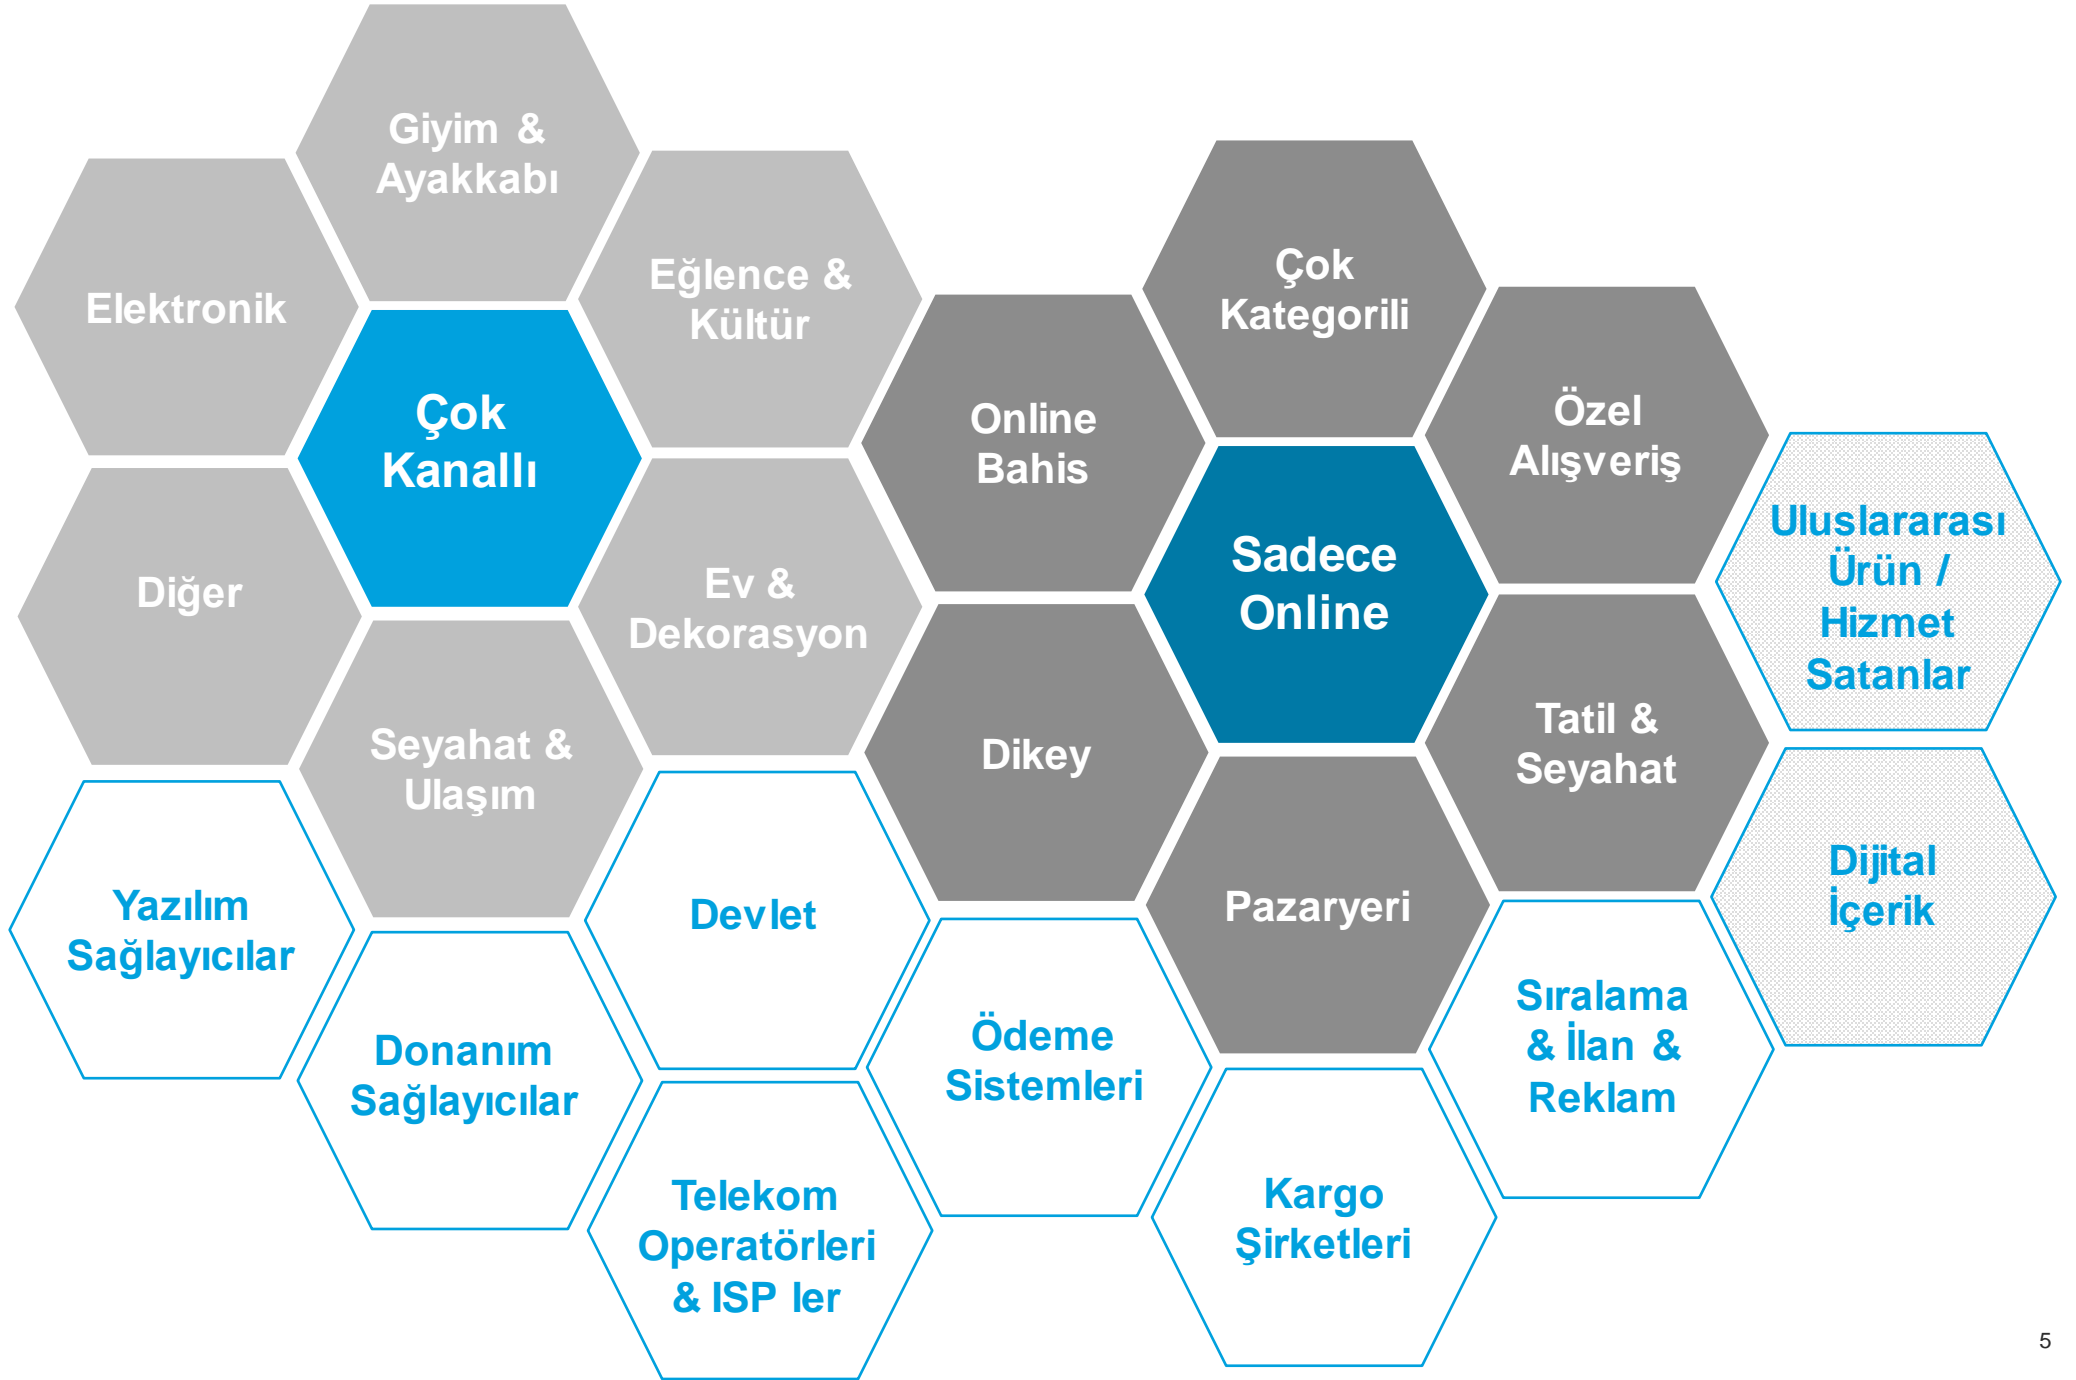 Giyim &
Ayakkabı
Elektronik
Eğlence &
Kültür
Çok
Kanallı
Diğer
Ev &
Dekorasyon
Seyahat &
Ulaşım
Çok
Kategorili
Online
Bahis
Özel
Alışveriş
Sadece
Online
Dikey
Tatil &
Seyahat
Pazaryeri
Uluslararası
Ürün /
Hizmet
Satanlar
Dijital
İçerik
Yazılım
Sağlayıcılar
Donanım
Sağlayıcılar
Devlet
Telekom
Operatörleri
& ISP ler
Ödeme
Sistemleri
Kargo
Şirketleri
Sıralama
& İlan &
Reklam
5